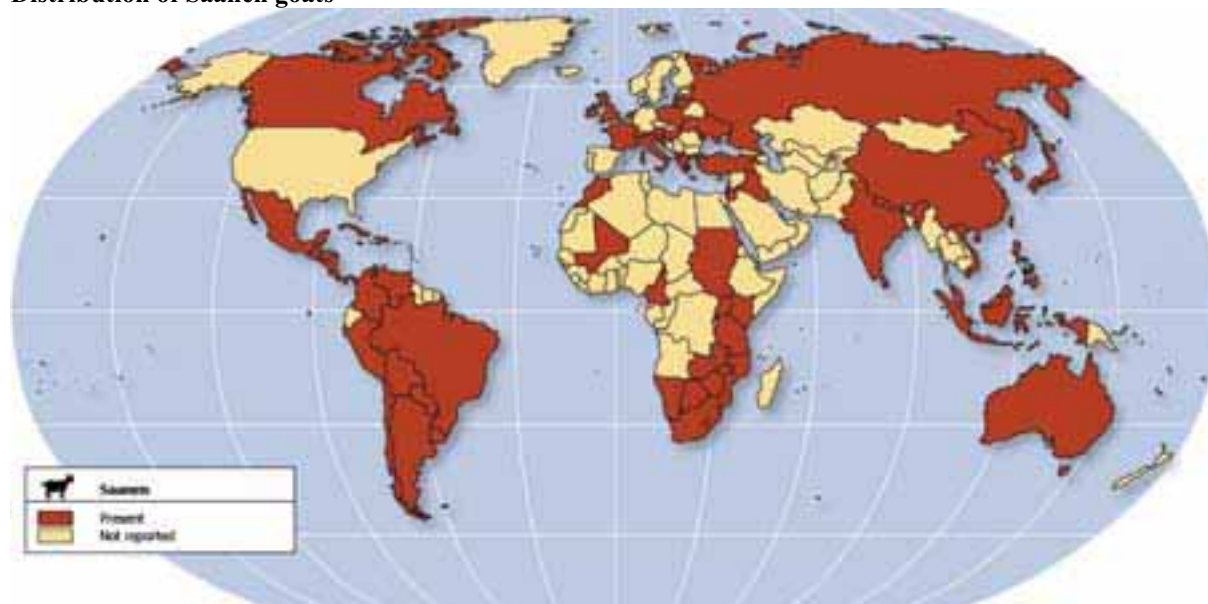 Distribution of Saanen goats
Saanen
Present
Not reported